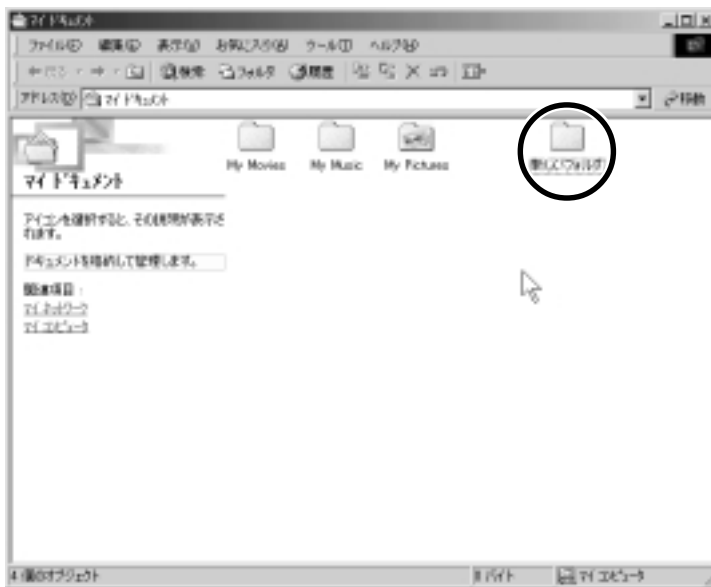 マイ ドキュメント
ファイル(F) 編集(E) 表示(V) お気に入り(A) ツール(T) ヘルプ(H)
戻る 検索 フォルダ 履歴
アドレス(D) マイ ドキュメント 移動
My Movies My Music My Pictures 新しいフォルダ
マイ ドキュメント
アイコンを選択すると、その説明が表示さ
れます。
ドキュメントを格納して管理します。
関連項目:
マイ ネットワーク
マイ コンピュータ
4 個のオブジェクト 0 バイト マイ コンピュータ